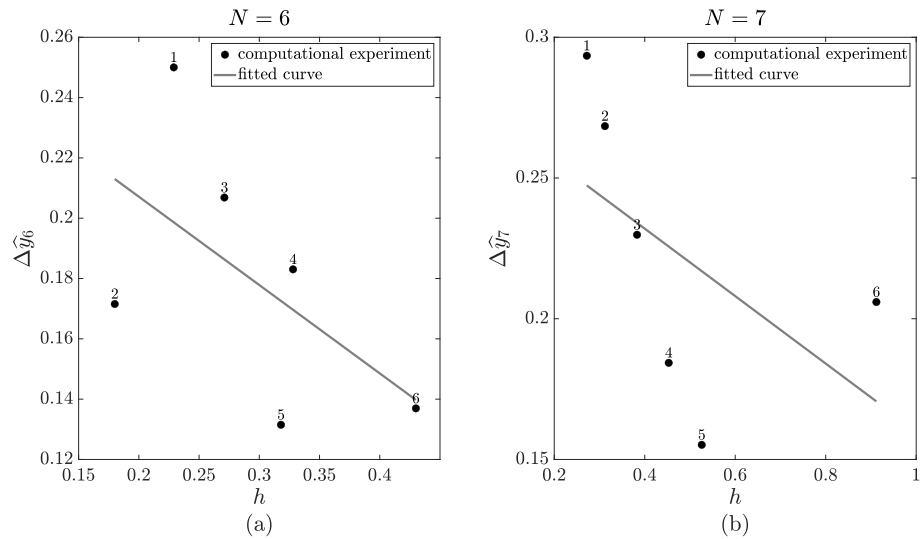 N = 6
0.26
0.24
0.22
0.2
0.18
0.16
0.14
0.12
Δŷ₆
1
2
3
4
5
6
computational experiment
fitted curve
0.15
0.2
0.25
0.3
0.35
0.4
h
(a)
N = 7
0.3
0.25
0.2
0.15
Δŷ₇
1
2
3
4
5
6
computational experiment
fitted curve
0.2
0.4
0.6
0.8
1
h
(b)